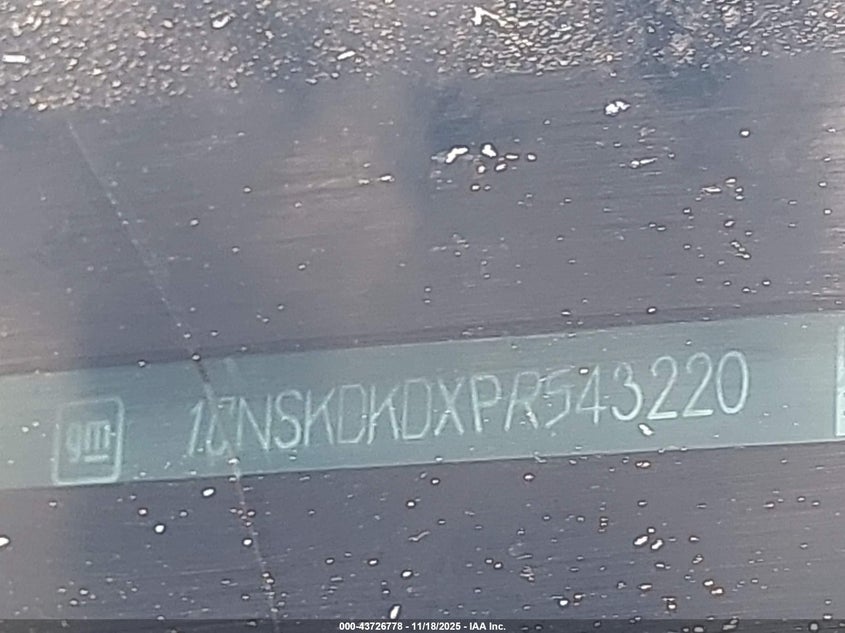 gm 1GNSKDKDXPR543220
000-43726778 - 11/18/2025 - IAA Inc.